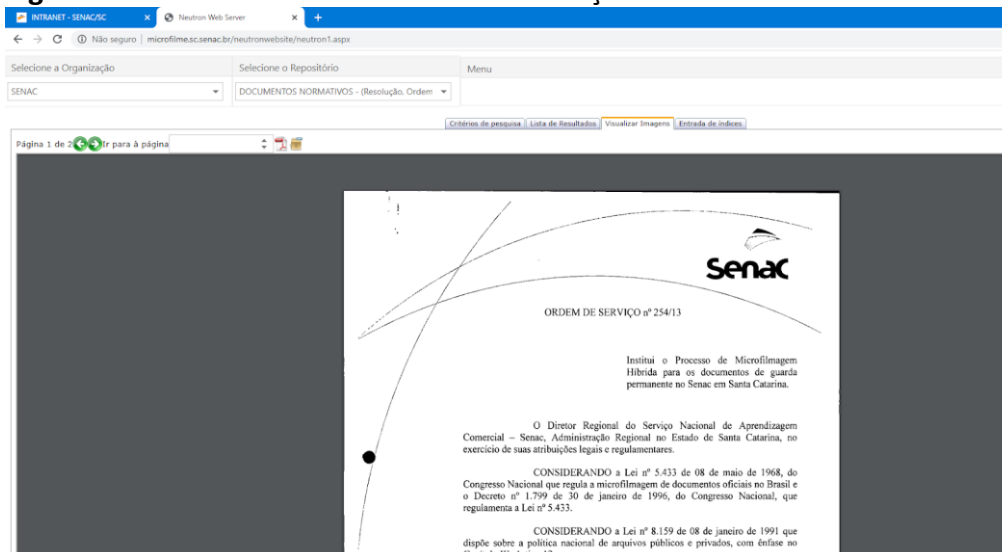 INTRANET - SENAC/SC
Neutron Web Server
Não seguro | microfilme.sc.senac.br/neutronwebsite/neutron1.aspx
Selecione a Organização
Selecione o Repositório
Menu
SENAC
DOCUMENTOS NORMATIVOS - (Resolução, Ordem
Critérios de pesquisa
Lista de Resultados
Visualizar Imagens
Entrada de índices
Página 1 de 2
Ir para à página
Senac
ORDEM DE SERVIÇO nº 254/13
Institui o Processo de Microfilmagem
Híbrida para os documentos de guarda
permanente no Senac em Santa Catarina.
O Diretor Regional do Serviço Nacional de Aprendizagem
Comercial – Senac, Administração Regional no Estado de Santa Catarina, no
exercício de suas atribuições legais e regulamentares.
CONSIDERANDO a Lei nº 5.433 de 08 de maio de 1968, do
Congresso Nacional que regula a microfilmagem de documentos oficiais no Brasil e
o Decreto nº 1.799 de 30 de janeiro de 1996, do Congresso Nacional, que
regulamenta a Lei nº 5.433.
CONSIDERANDO a Lei nº 8.159 de 08 de janeiro de 1991 que
dispõe sobre a política nacional de arquivos públicos e privados, com ênfase no